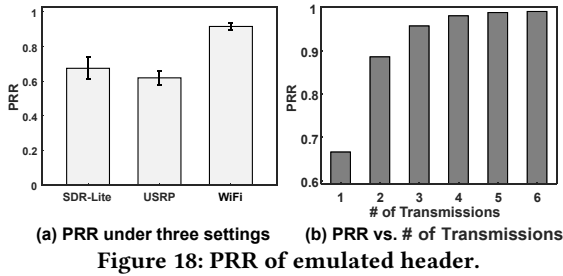 1
0.8
0.6
0.4
0.2
0
PRR
SDR-Lite USRP WiFi
(a) PRR under three settings
1
0.9
0.8
0.7
0.6
PRR
1 2 3 4 5 6
# of Transmissions
(b) PRR vs. # of Transmissions
Figure 18: PRR of emulated header.